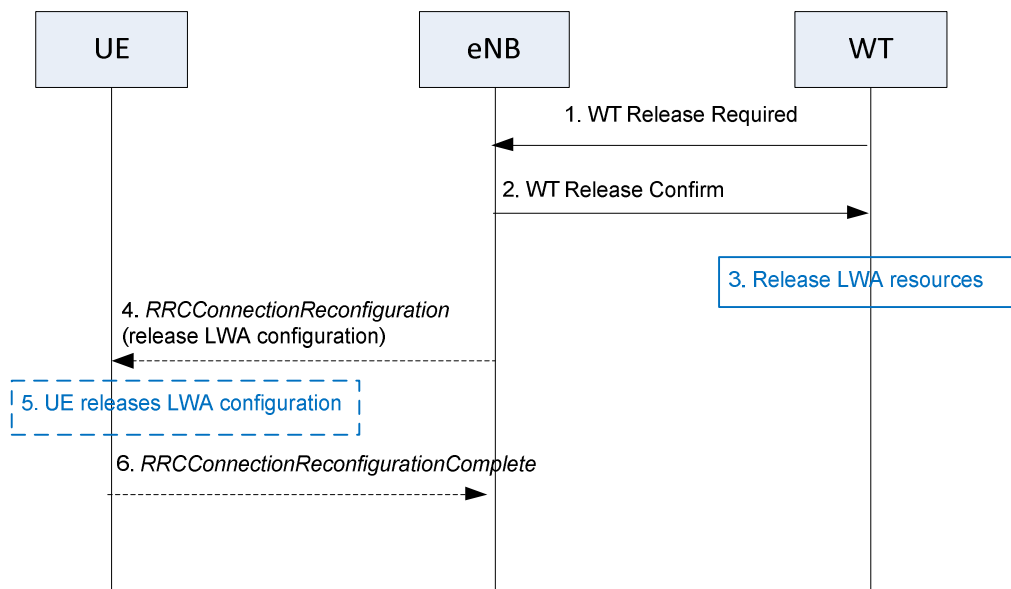 UE
eNB
WT
1. WT Release Required
2. WT Release Confirm
3. Release LWA resources
4. RRCConnectionReconfiguration
(release LWA configuration)
5. UE releases LWA configuration
6. RRCConnectionReconfigurationComplete